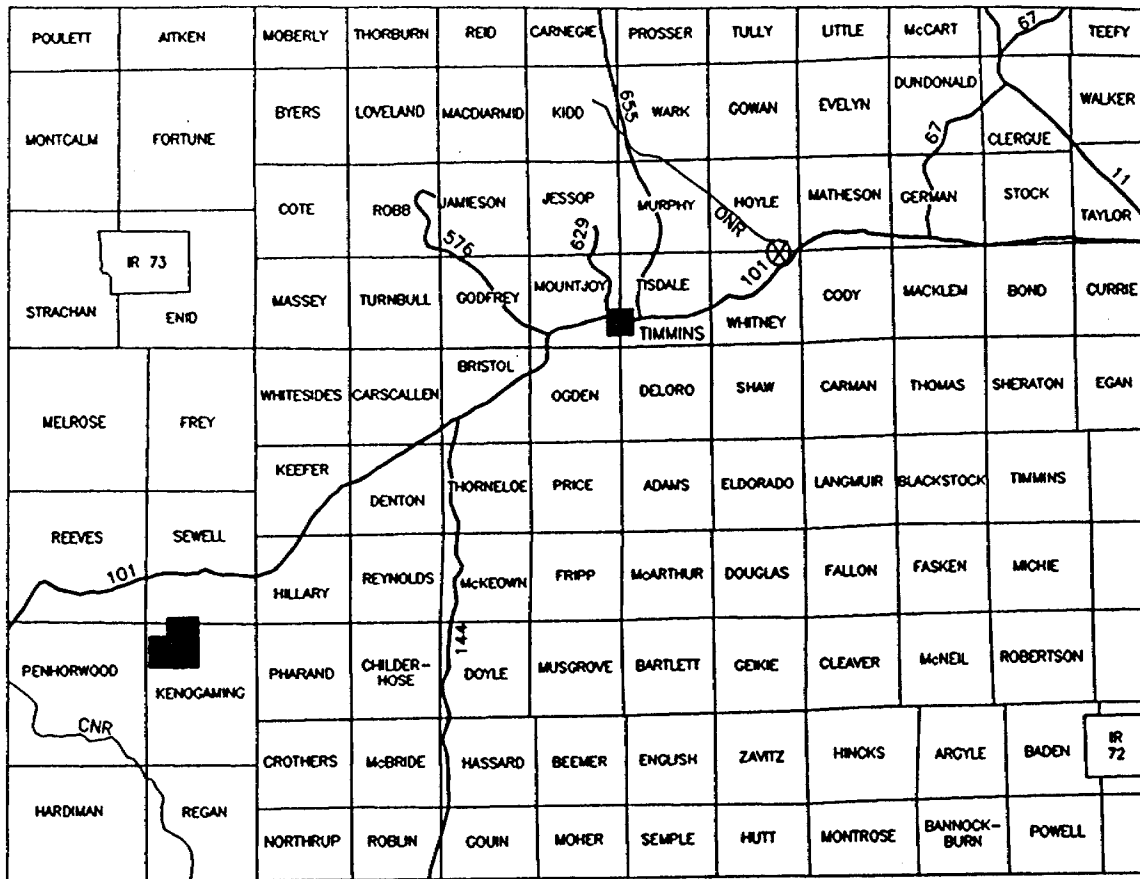 POULETT AITKEN MOBERLY THORBURN REID CARNEGIE PROSSER TULLY LITTLE McCART 67 TEEFY
BYERS LOVELAND MACDIARMID KIDD 655 WARK GOWAN EVELYN DUNDONALD WALKER
MONTCALM FORTUNE 67 CLERGUE
COTE ROBB JAMIESON JESSOP MURPHY HOYLE MATHESON GERMAN STOCK 11 TAYLOR
576 629 ONR
IR 73
STRACHAN ENID MASSEY TURNBULL GODFREY MOUNTJOY TISDALE 101 WHITNEY CODY MACKLEM BOND CURRIE
TIMMINS
MELROSE FREY WHITESIDES CARSCALLEN BRISTOL OGDEN DELORO SHAW CARMAN THOMAS SHERATON EGAN
KEEFER DENTON THORNELOE PRICE ADAMS ELDORADO LANGMUIR BLACKSTOCK TIMMINS
REEVES SEWELL
101
HILLARY REYNOLDS McKEOWN FRIPP McARTHUR DOUGLAS FALLON FASKEN MICHIE
144
PENHORWOOD KENOGAMING PHARAND CHILDER-
HOSE DOYLE MUSGROVE BARTLETT GEIKIE CLEAVER McNEIL ROBERTSON
CNR
CROTHERS McBRIDE HASSARD BEEMER ENGLISH ZAVITZ HINCKS ARGYLE BADEN IR
72
HARDIMAN REGAN
NORTHRUP ROBLIN GOUIN MOHER SEMPLE HUTT MONTROSE BANNOCK-
BURN POWELL